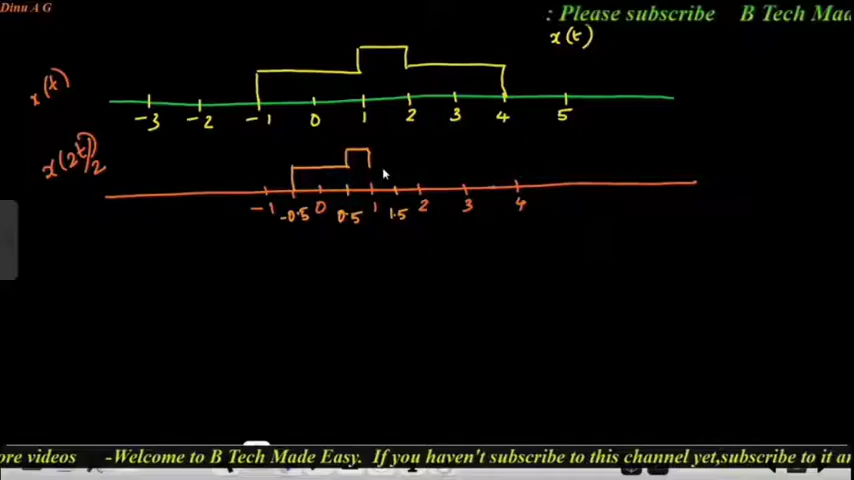 Dinu A G
: Please subscribe B Tech Mad
x(t)
x(t)
-3 -2 -1 0 1 2 3 4 5
x(2t)/2
-1 -0.5 0 0.5 1 1.5 2 3 4
ore videos -Welcome to B Tech Made Easy. If you haven't subscribe to this channel yet,subscribe to it a